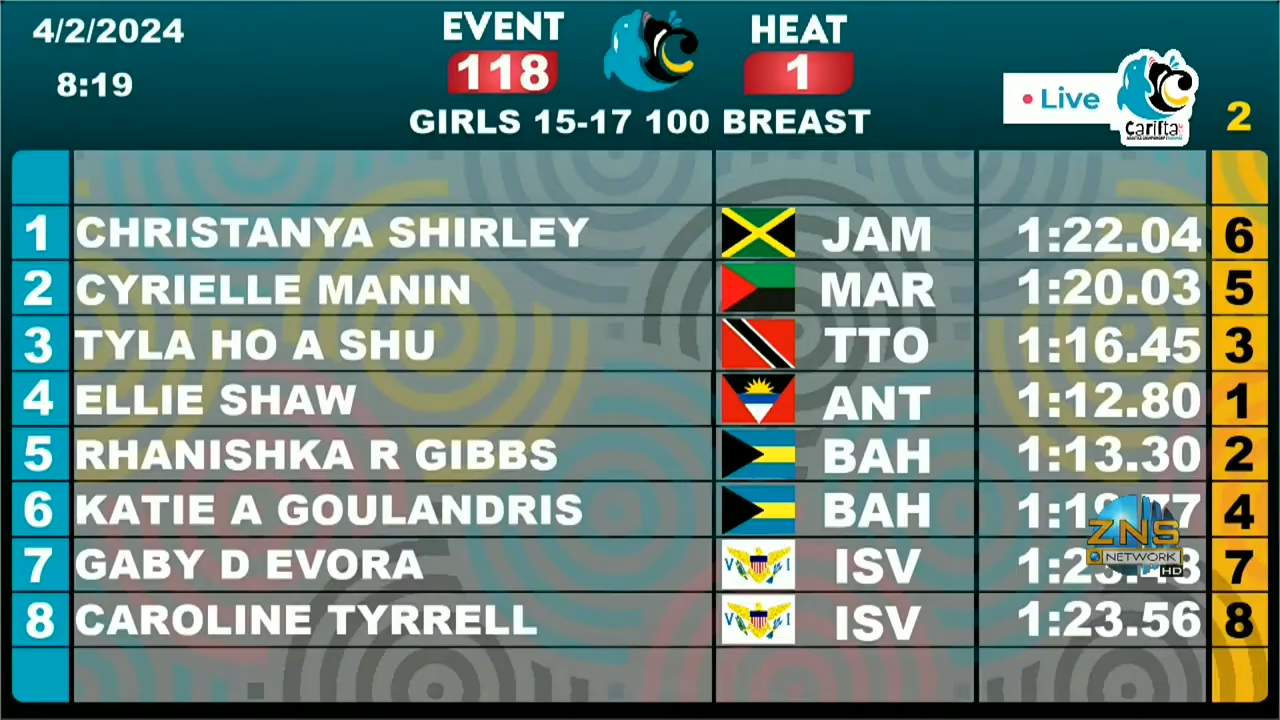 4/2/2024
8:19
EVENT
118
HEAT
1
GIRLS 15-17 100 BREAST
• Live
carifta
2
1 CHRISTANYA SHIRLEY JAM 1:22.04 6
2 CYRIELLE MANIN MAR 1:20.03 5
3 TYLA HO A SHU TTO 1:16.45 3
4 ELLIE SHAW ANT 1:12.80 1
5 RHANISHKA R GIBBS BAH 1:13.30 2
6 KATIE A GOULANDRIS BAH 4
7 GABY D EVORA V I ISV 7
8 CAROLINE TYRRELL V I ISV 1:23.56 8
ZNS
NETWORK
HD